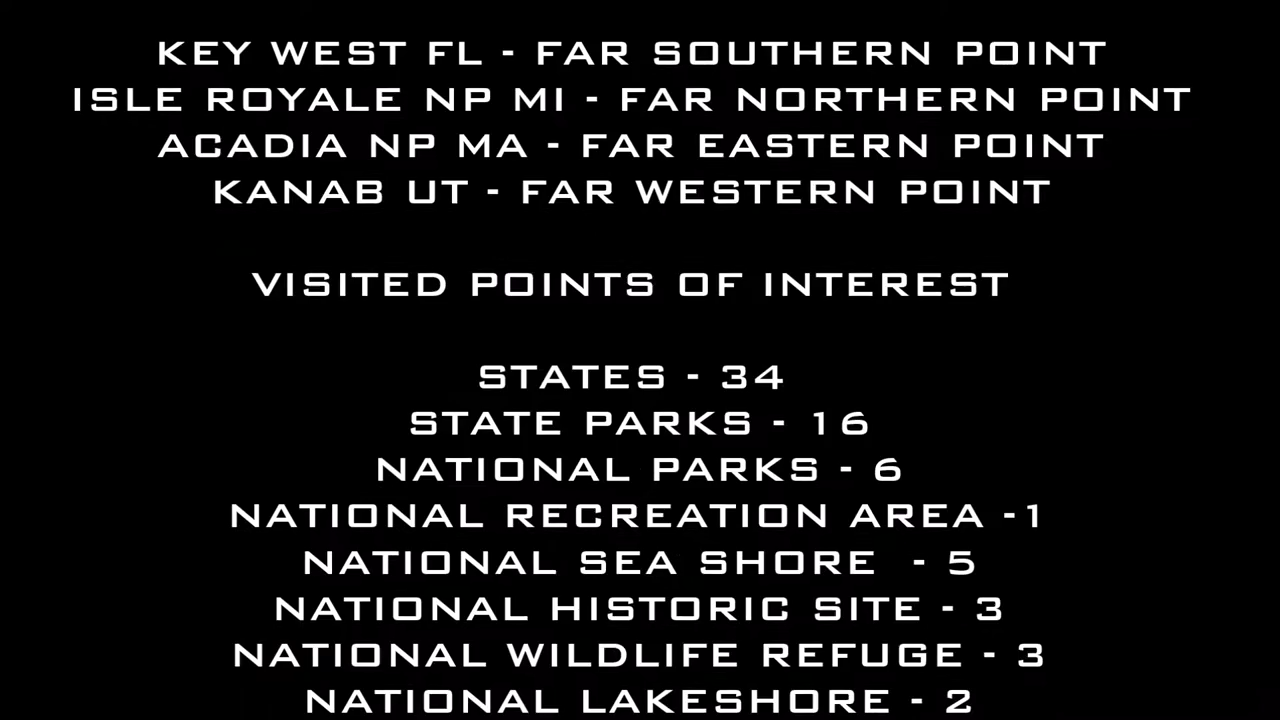 KEY WEST FL - FAR SOUTHERN POINT
ISLE ROYALE NP MI - FAR NORTHERN POINT
ACADIA NP MA - FAR EASTERN POINT
KANAB UT - FAR WESTERN POINT
VISITED POINTS OF INTEREST
STATES - 34
STATE PARKS - 16
NATIONAL PARKS - 6
NATIONAL RECREATION AREA -1
NATIONAL SEA SHORE - 5
NATIONAL HISTORIC SITE - 3
NATIONAL WILDLIFE REFUGE - 3
NATIONAL LAKESHORE - 2